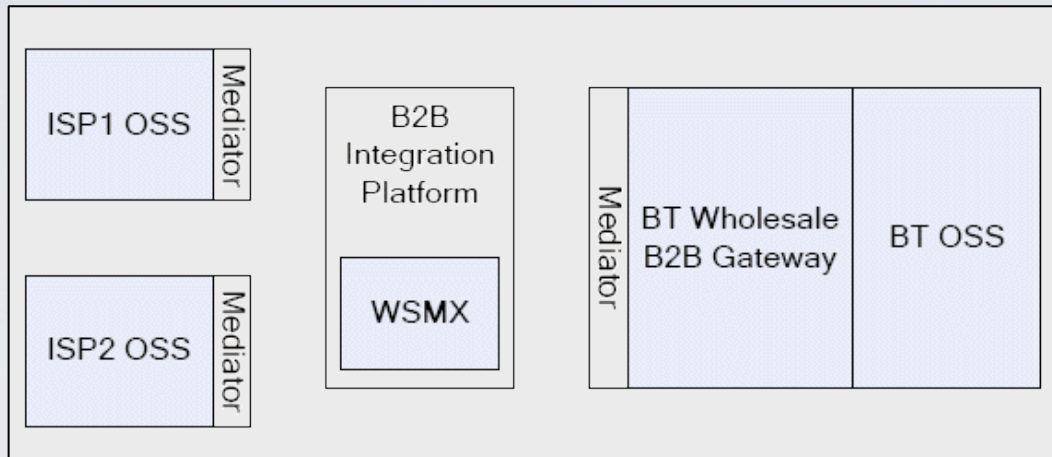 ISP1 OSS
Mediator
ISP2 OSS
Mediator
B2B
Integration
Platform
WSMX
Mediator
BT Wholesale
B2B Gateway
BT OSS